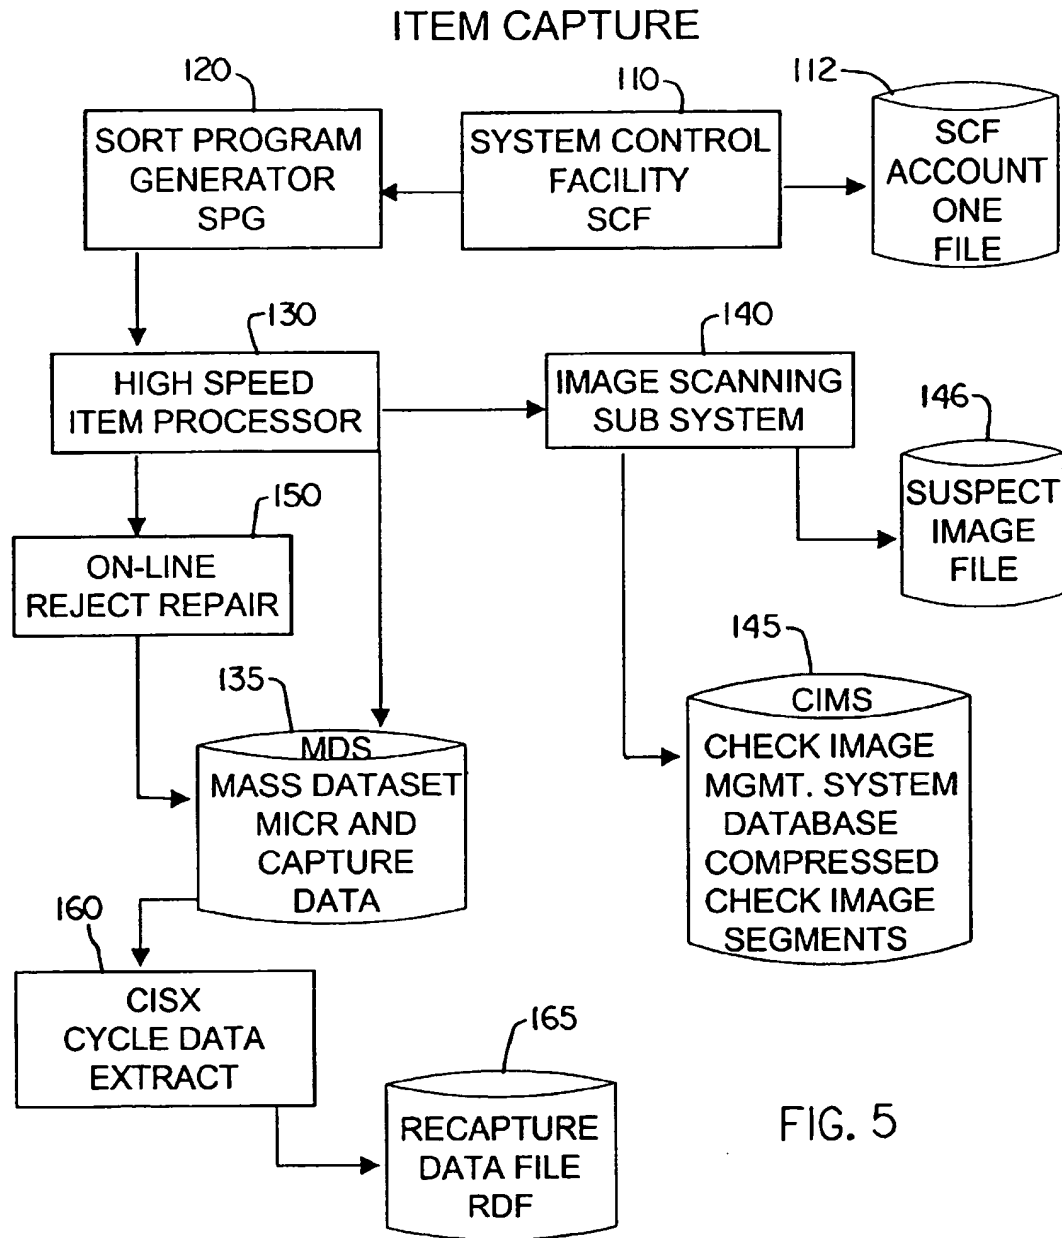 ITEM CAPTURE
120
SORT PROGRAM
GENERATOR
SPG
110
SYSTEM CONTROL
FACILITY
SCF
112
SCF
ACCOUNT
ONE
FILE
130
HIGH SPEED
ITEM PROCESSOR
140
IMAGE SCANNING
SUB SYSTEM
146
SUSPECT
IMAGE
FILE
150
ON-LINE
REJECT REPAIR
135
MDS
MASS DATASET
MICR AND
CAPTURE
DATA
145
CIMS
CHECK IMAGE
MGMT. SYSTEM
DATABASE
COMPRESSED
CHECK IMAGE
SEGMENTS
160
CISX
CYCLE DATA
EXTRACT
165
RECAPTURE
DATA FILE
RDF
FIG. 5